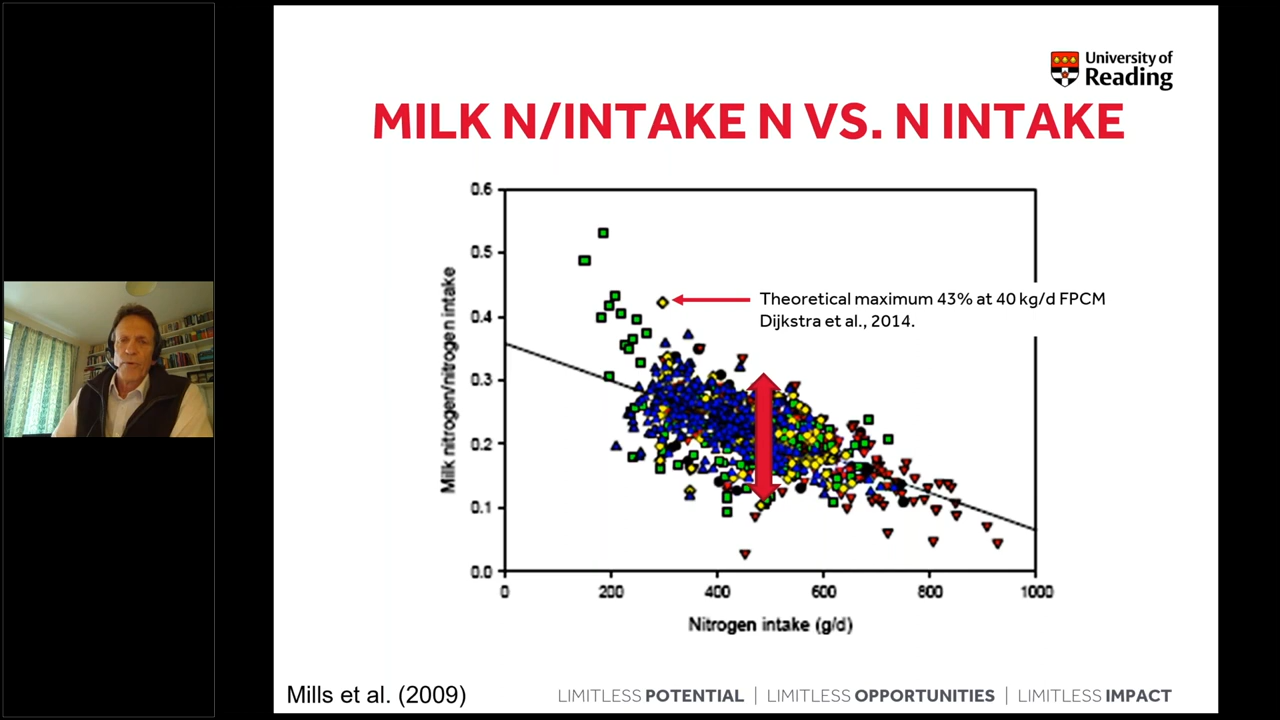 University of
Reading
MILK N/INTAKE N VS. N INTAKE
0.6
0.5
0.4
0.3
0.2
0.1
0.0
Milk nitrogen/nitrogen intake
Theoretical maximum 43% at 40 kg/d FPCM
Dijkstra et al., 2014.
0 200 400 600 800 1000
Nitrogen intake (g/d)
Mills et al. (2009)
LIMITLESS POTENTIAL | LIMITLESS OPPORTUNITIES | LIMITLESS IMPACT